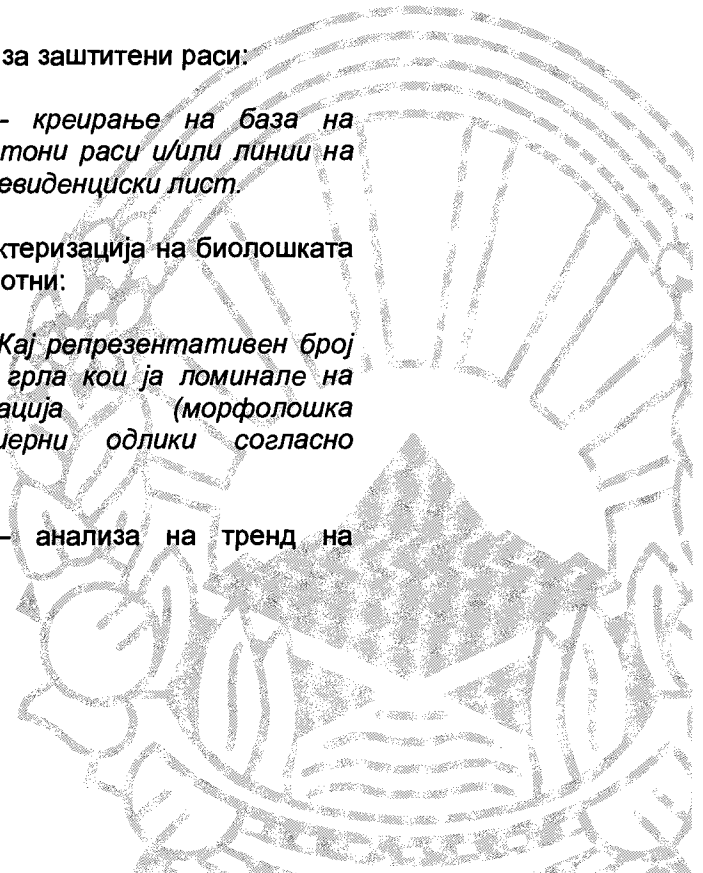 за заштитени раси:
- креирање на база на
тони раси и/или линии на
евиденциски лист.
ктеризација на биолошката
отни:
Кај репрезентативен број
грла кои ја ломинале на
ација (морфолошка
иерни одлики согласно
– анализа на тренд на